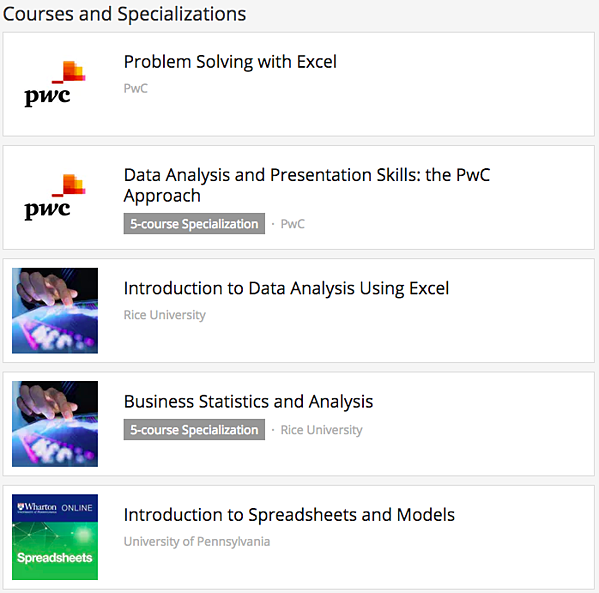 Courses and Specializations
pwc
Problem Solving with Excel
PwC
pwc
Data Analysis and Presentation Skills: the PwC
Approach
5-course Specialization · PwC
Introduction to Data Analysis Using Excel
Rice University
Business Statistics and Analysis
5-course Specialization · Rice University
Wharton ONLINE
Spreadsheets
Introduction to Spreadsheets and Models
University of Pennsylvania